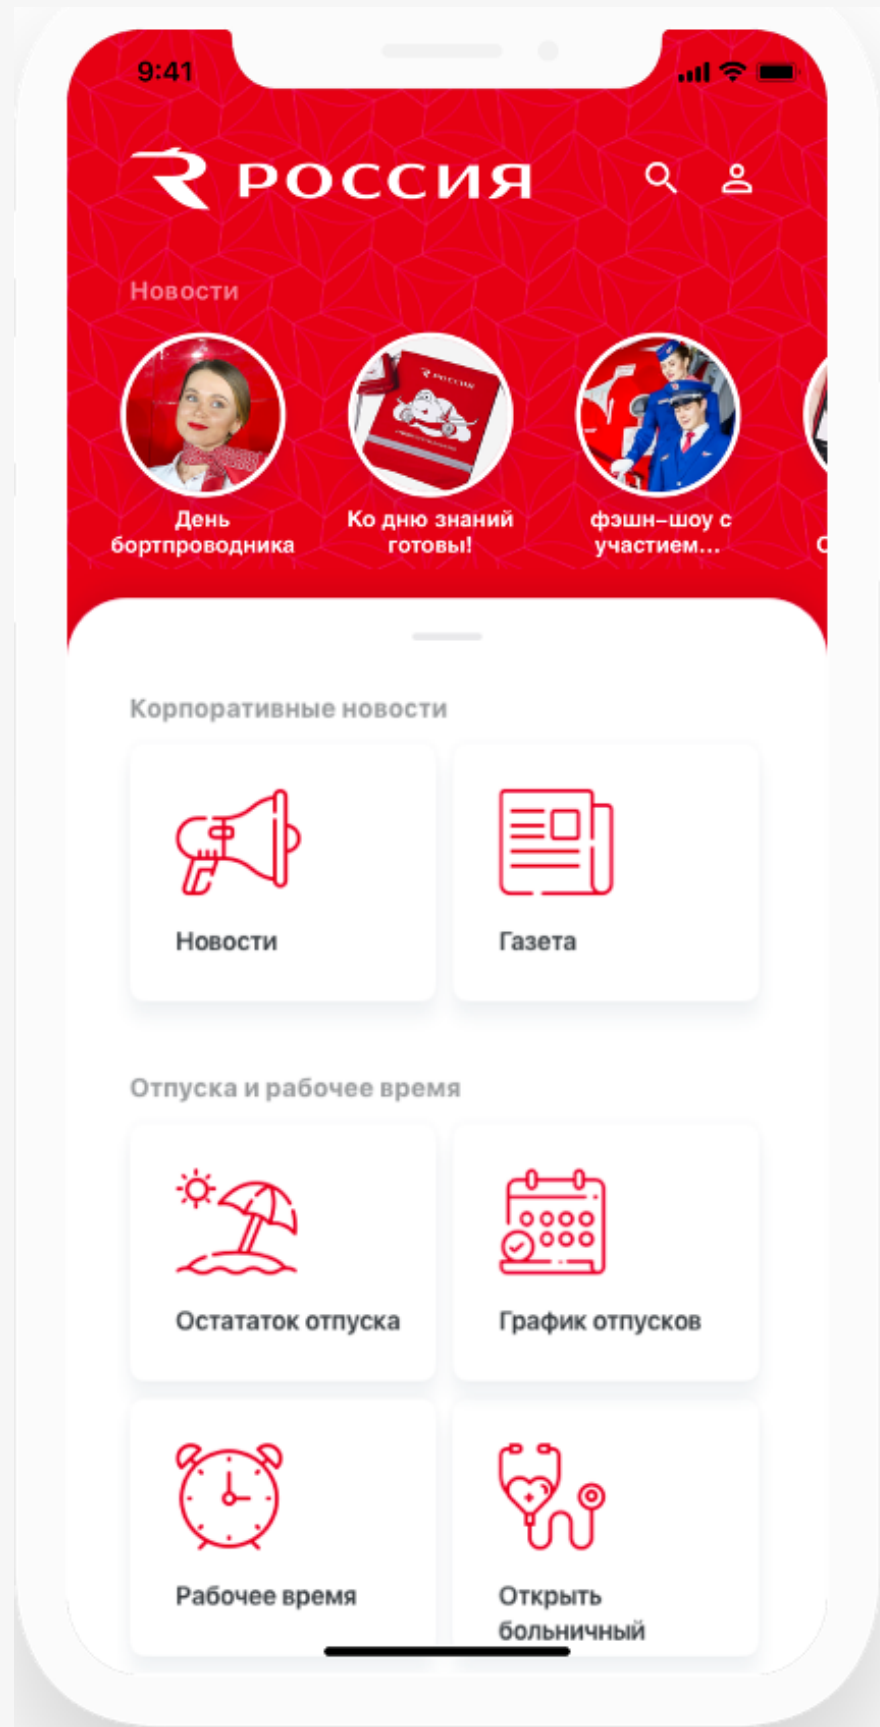 9:41
РОССИЯ
Новости
День
бортпроводника
Ко дню знаний
готовы!
фэшн–шоу с
участием...
Корпоративные новости
Новости
Газета
Отпуска и рабочее время
Остататок отпуска
График отпусков
Рабочее время
Открыть
больничный